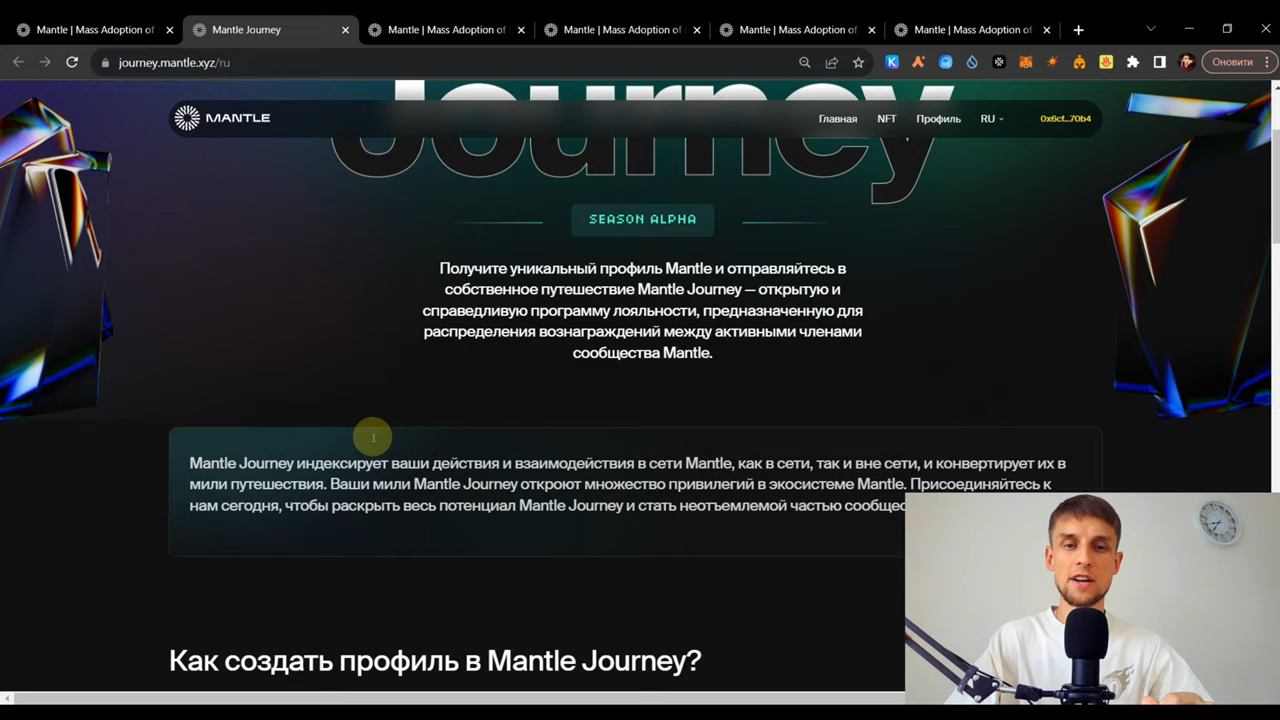 Mantle | Mass Adoption of
Mantle Journey
Mantle | Mass Adoption of
Mantle | Mass Adoption of
Mantle | Mass Adoption of
Mantle | Mass Adoption of
journey.mantle.xyz/ru
Оновити
Journey
MANTLE
Главная
NFT
Профиль
RU
0x6cf...70b4
SEASON ALPHA
Получите уникальный профиль Mantle и отправляйтесь в
собственное путешествие Mantle Journey — открытую и
справедливую программу лояльности, предназначенную для
распределения вознаграждений между активными членами
сообщества Mantle.
Mantle Journey индексирует ваши действия и взаимодействия в сети Mantle, как в сети, так и вне сети, и конвертирует их в
мили путешествия. Ваши мили Mantle Journey откроют множество привилегий в экосистеме Mantle. Присоединяйтесь к
нам сегодня, чтобы раскрыть весь потенциал Mantle Journey и стать неотъемлемой частью
Как создать профиль в Mantle Journey?